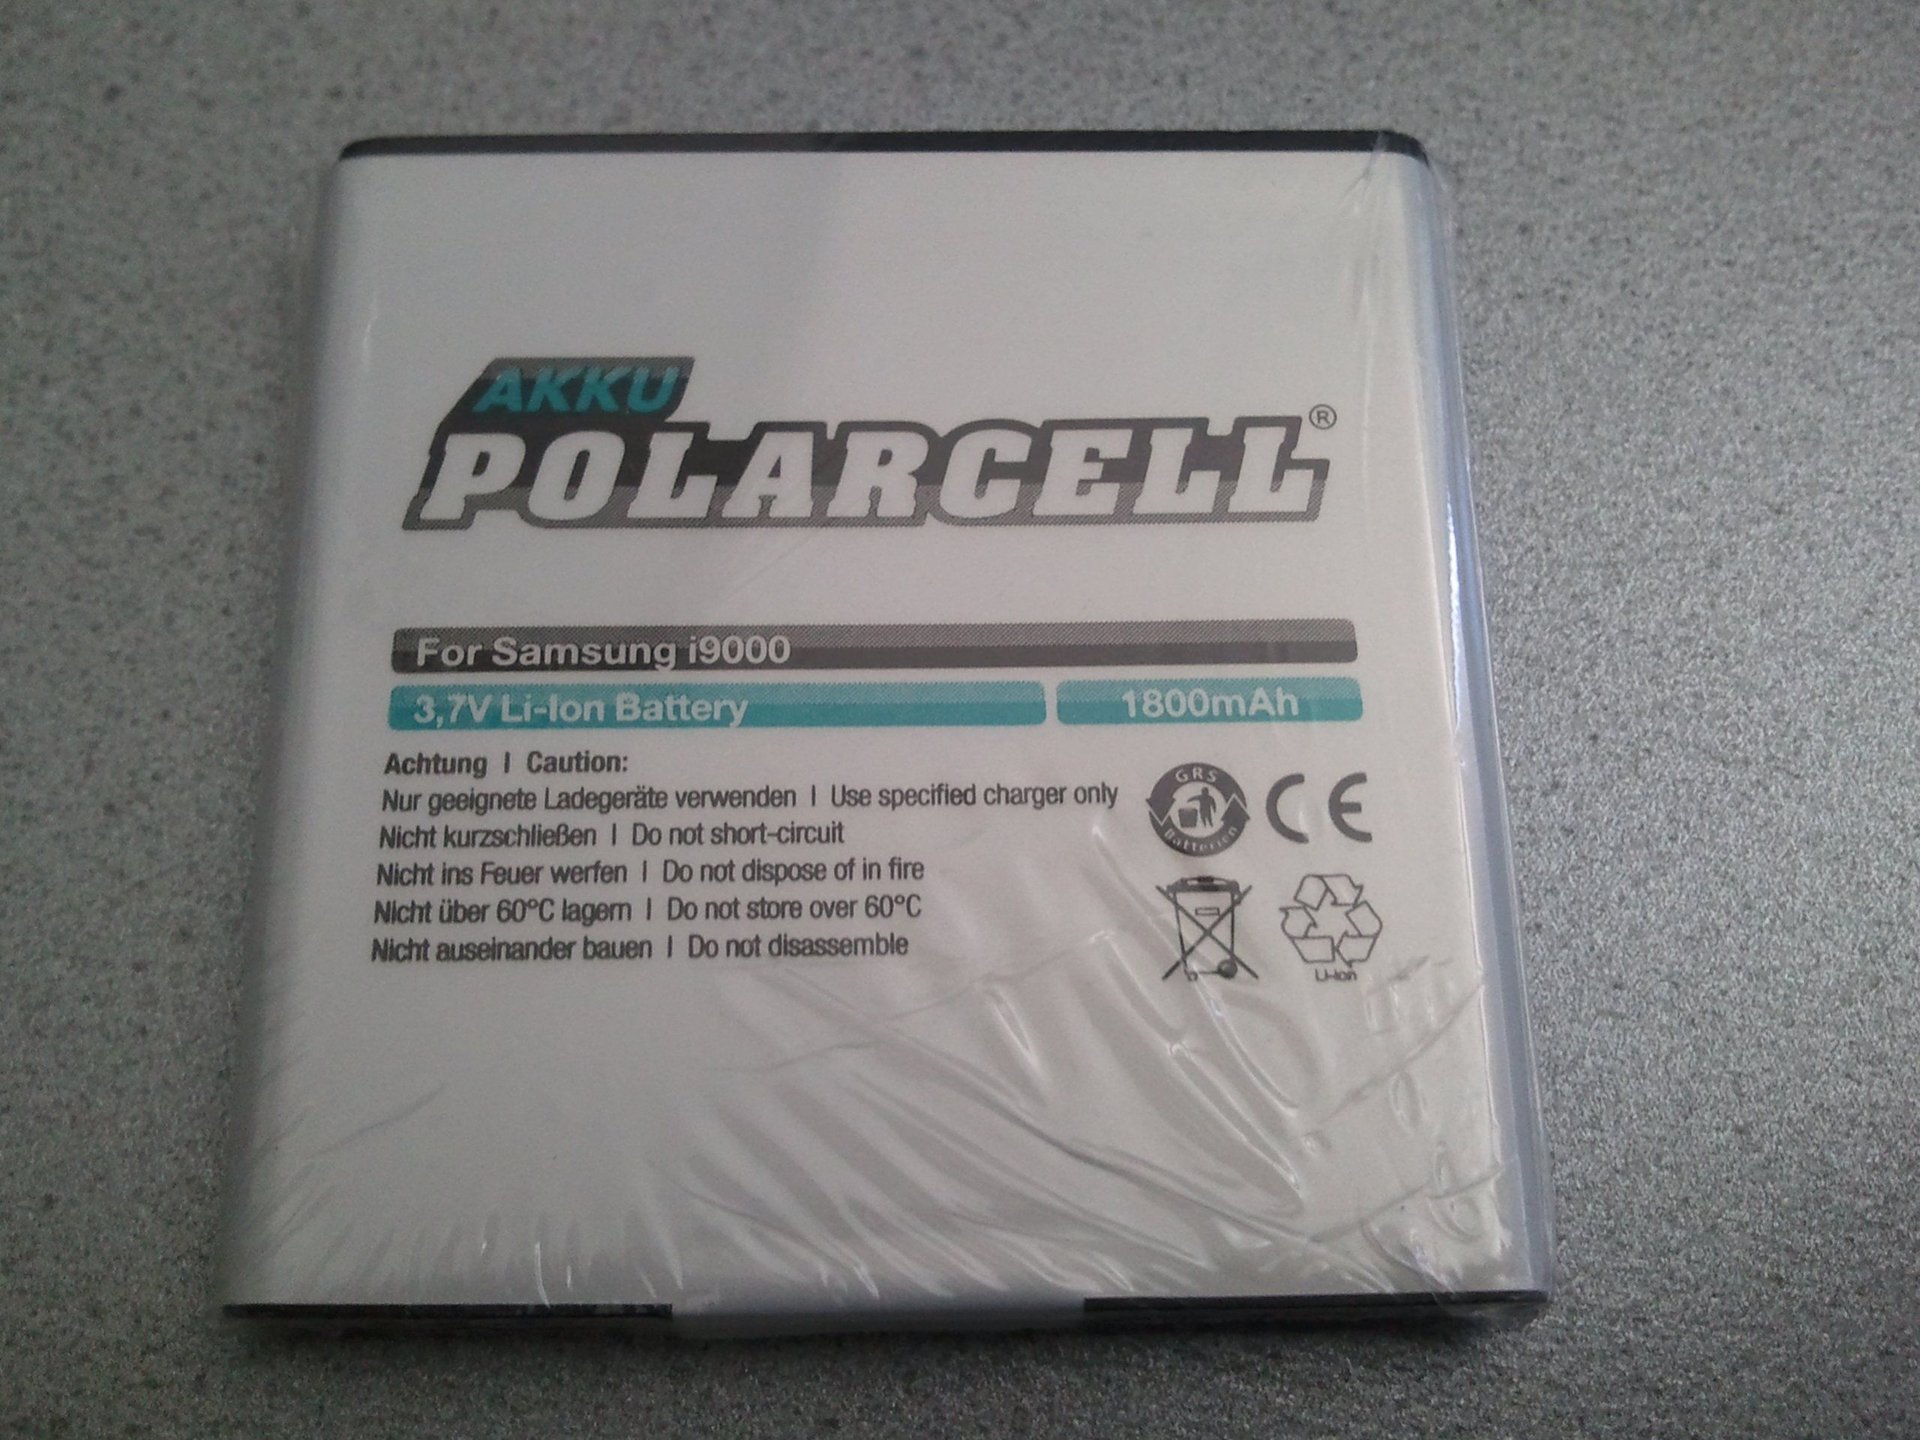 AKKU
POLARCELL®
For Samsung i9000
3,7V Li-Ion Battery 1800mAh
Achtung | Caution:
Nur geeignete Ladegeräte verwenden | Use specified charger only
Nicht kurzschließen | Do not short-circuit
Nicht ins Feuer werfen | Do not dispose of in fire
Nicht über 60°C lagern | Do not store over 60°C
Nicht auseinander bauen | Do not disassemble
GRS
Batterien
CE
Li-Ion